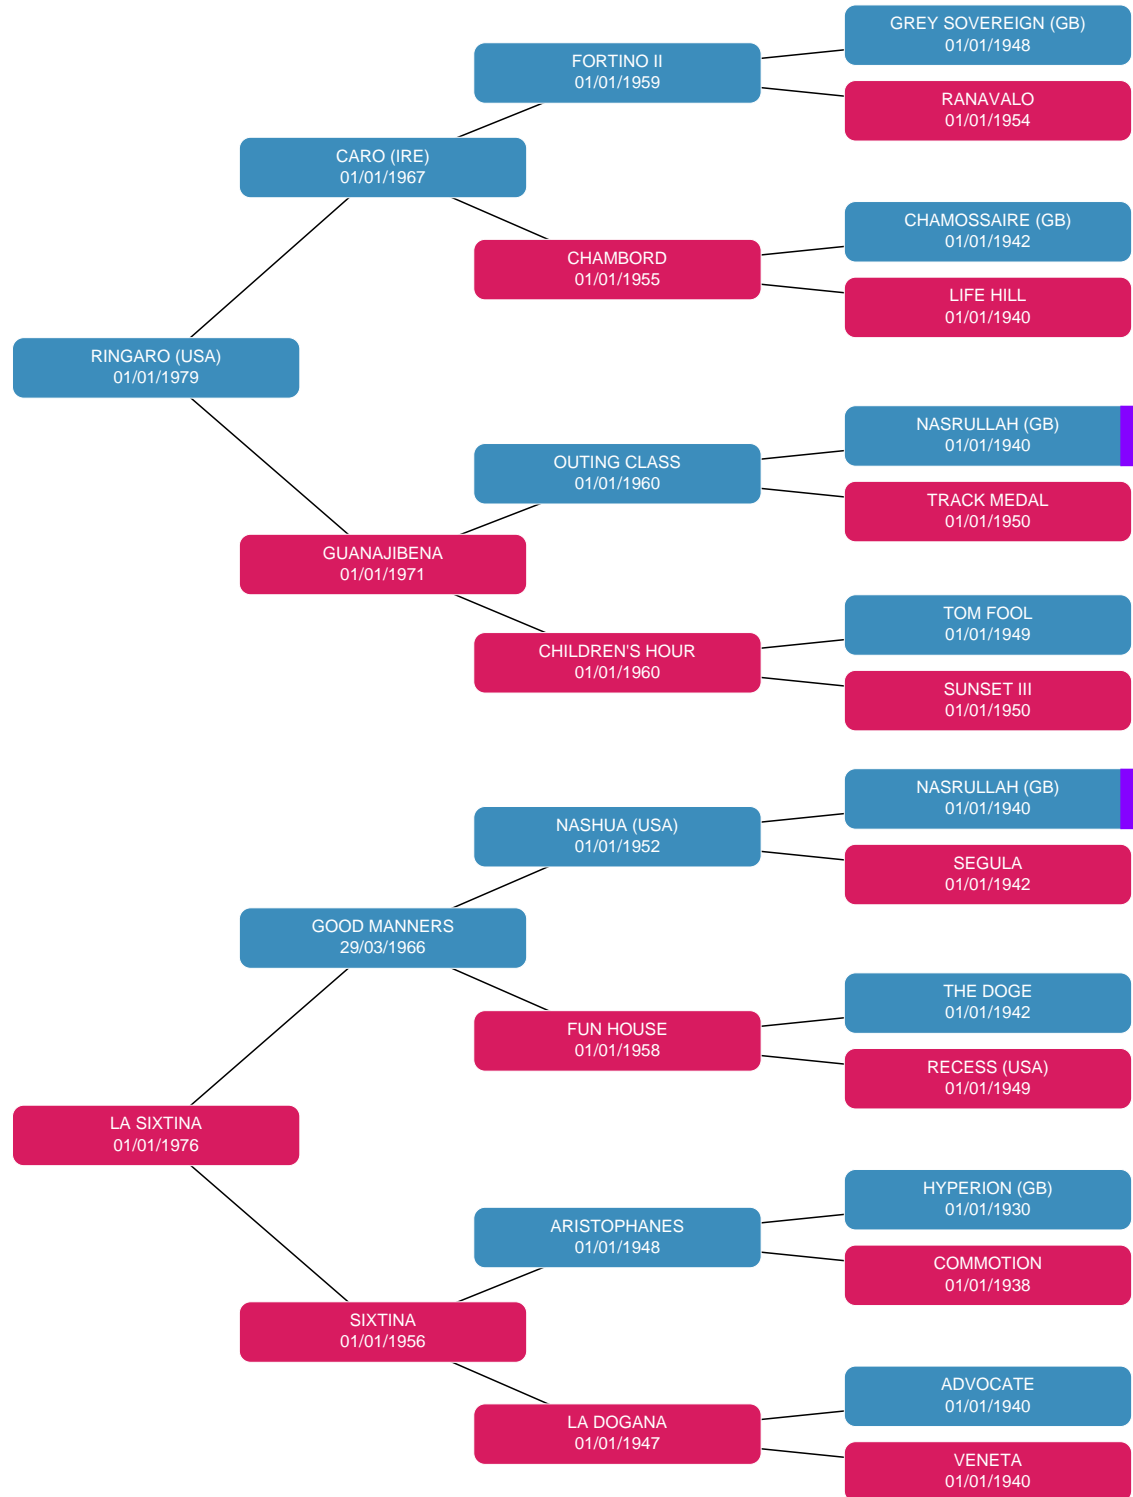 GREY SOVEREIGN (GB)
01/01/1948
FORTINO II
01/01/1959
RANAVALO
01/01/1954
CARO (IRE)
01/01/1967
CHAMOSSAIRE (GB)
01/01/1942
CHAMBORD
01/01/1955
LIFE HILL
01/01/1940
RINGARO (USA)
01/01/1979
NASRULLAH (GB)
01/01/1940
OUTING CLASS
01/01/1960
TRACK MEDAL
01/01/1950
GUANAJIBENA
01/01/1971
TOM FOOL
01/01/1949
CHILDREN'S HOUR
01/01/1960
SUNSET III
01/01/1950
NASRULLAH (GB)
01/01/1940
NASHUA (USA)
01/01/1952
SEGULA
01/01/1942
GOOD MANNERS
29/03/1966
THE DOGE
01/01/1942
FUN HOUSE
01/01/1958
RECESS (USA)
01/01/1949
LA SIXTINA
01/01/1976
HYPERION (GB)
01/01/1930
ARISTOPHANES
01/01/1948
COMMOTION
01/01/1938
SIXTINA
01/01/1956
ADVOCATE
01/01/1940
LA DOGANA
01/01/1947
VENETA
01/01/1940